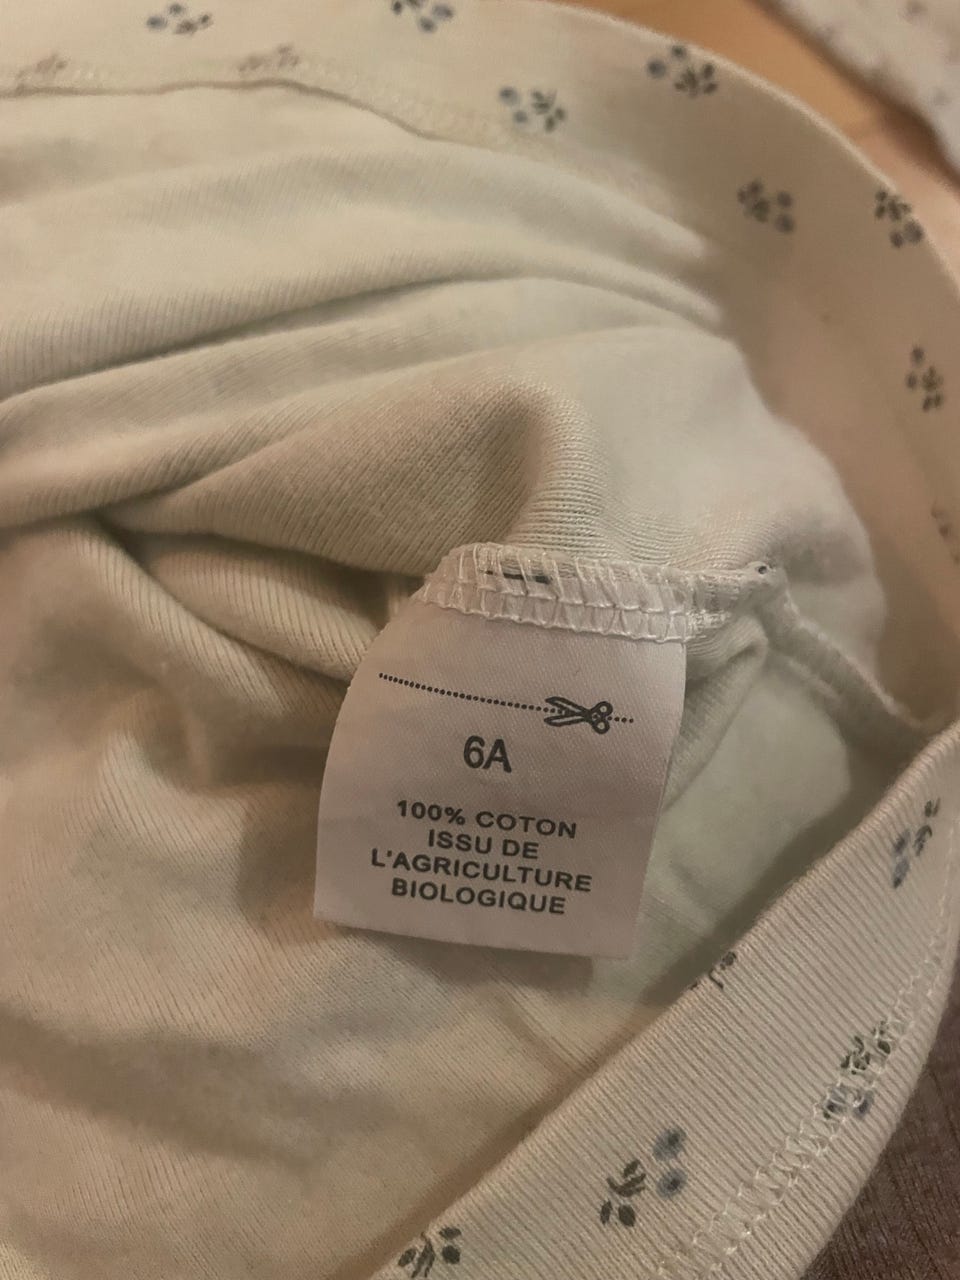 6A
100% COTON
ISSU DE
L'AGRICULTURE
BIOLOGIQUE